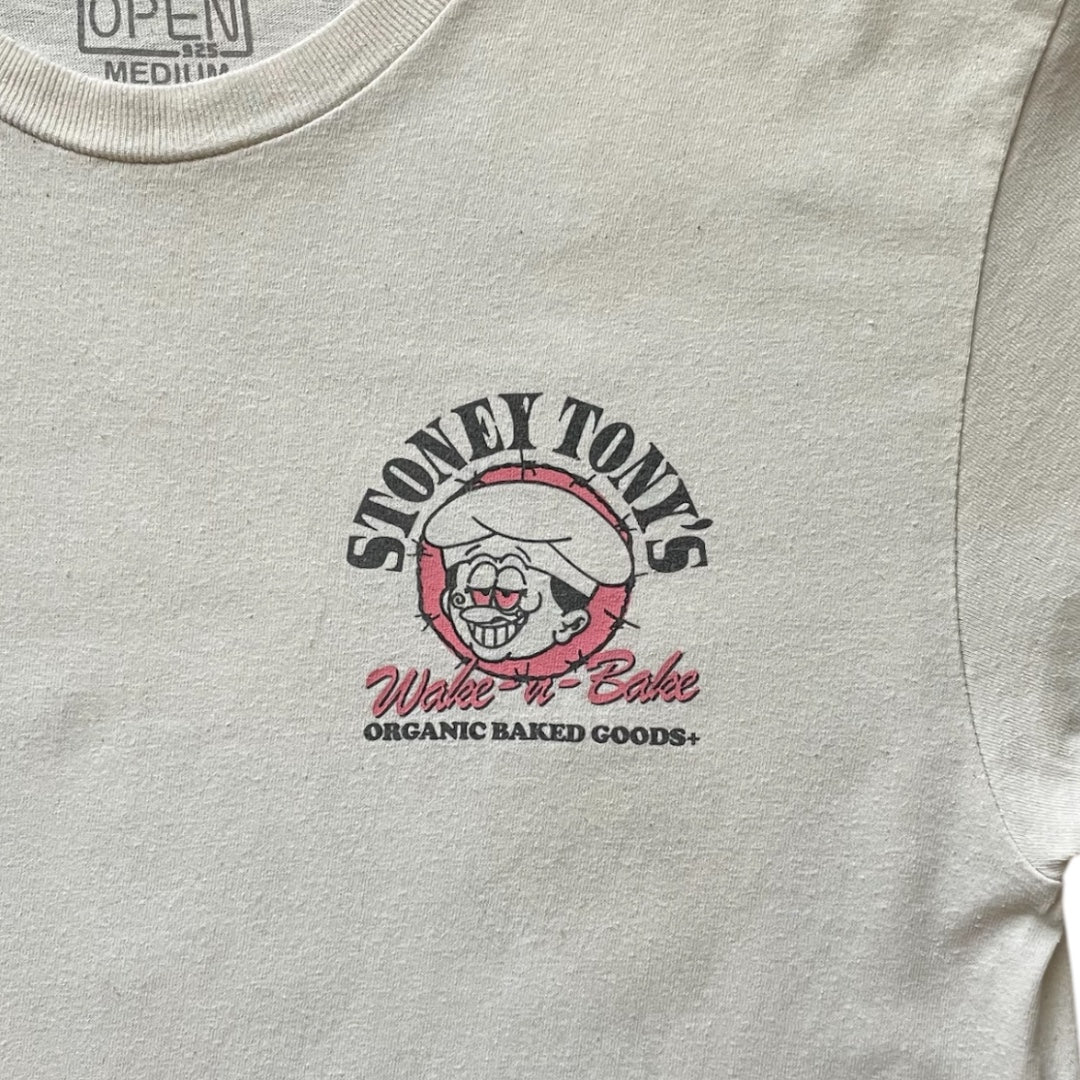 OPEN
925
MEDIUM
STONEY TONY'S
Wake-n-Bake
ORGANIC BAKED GOODS+